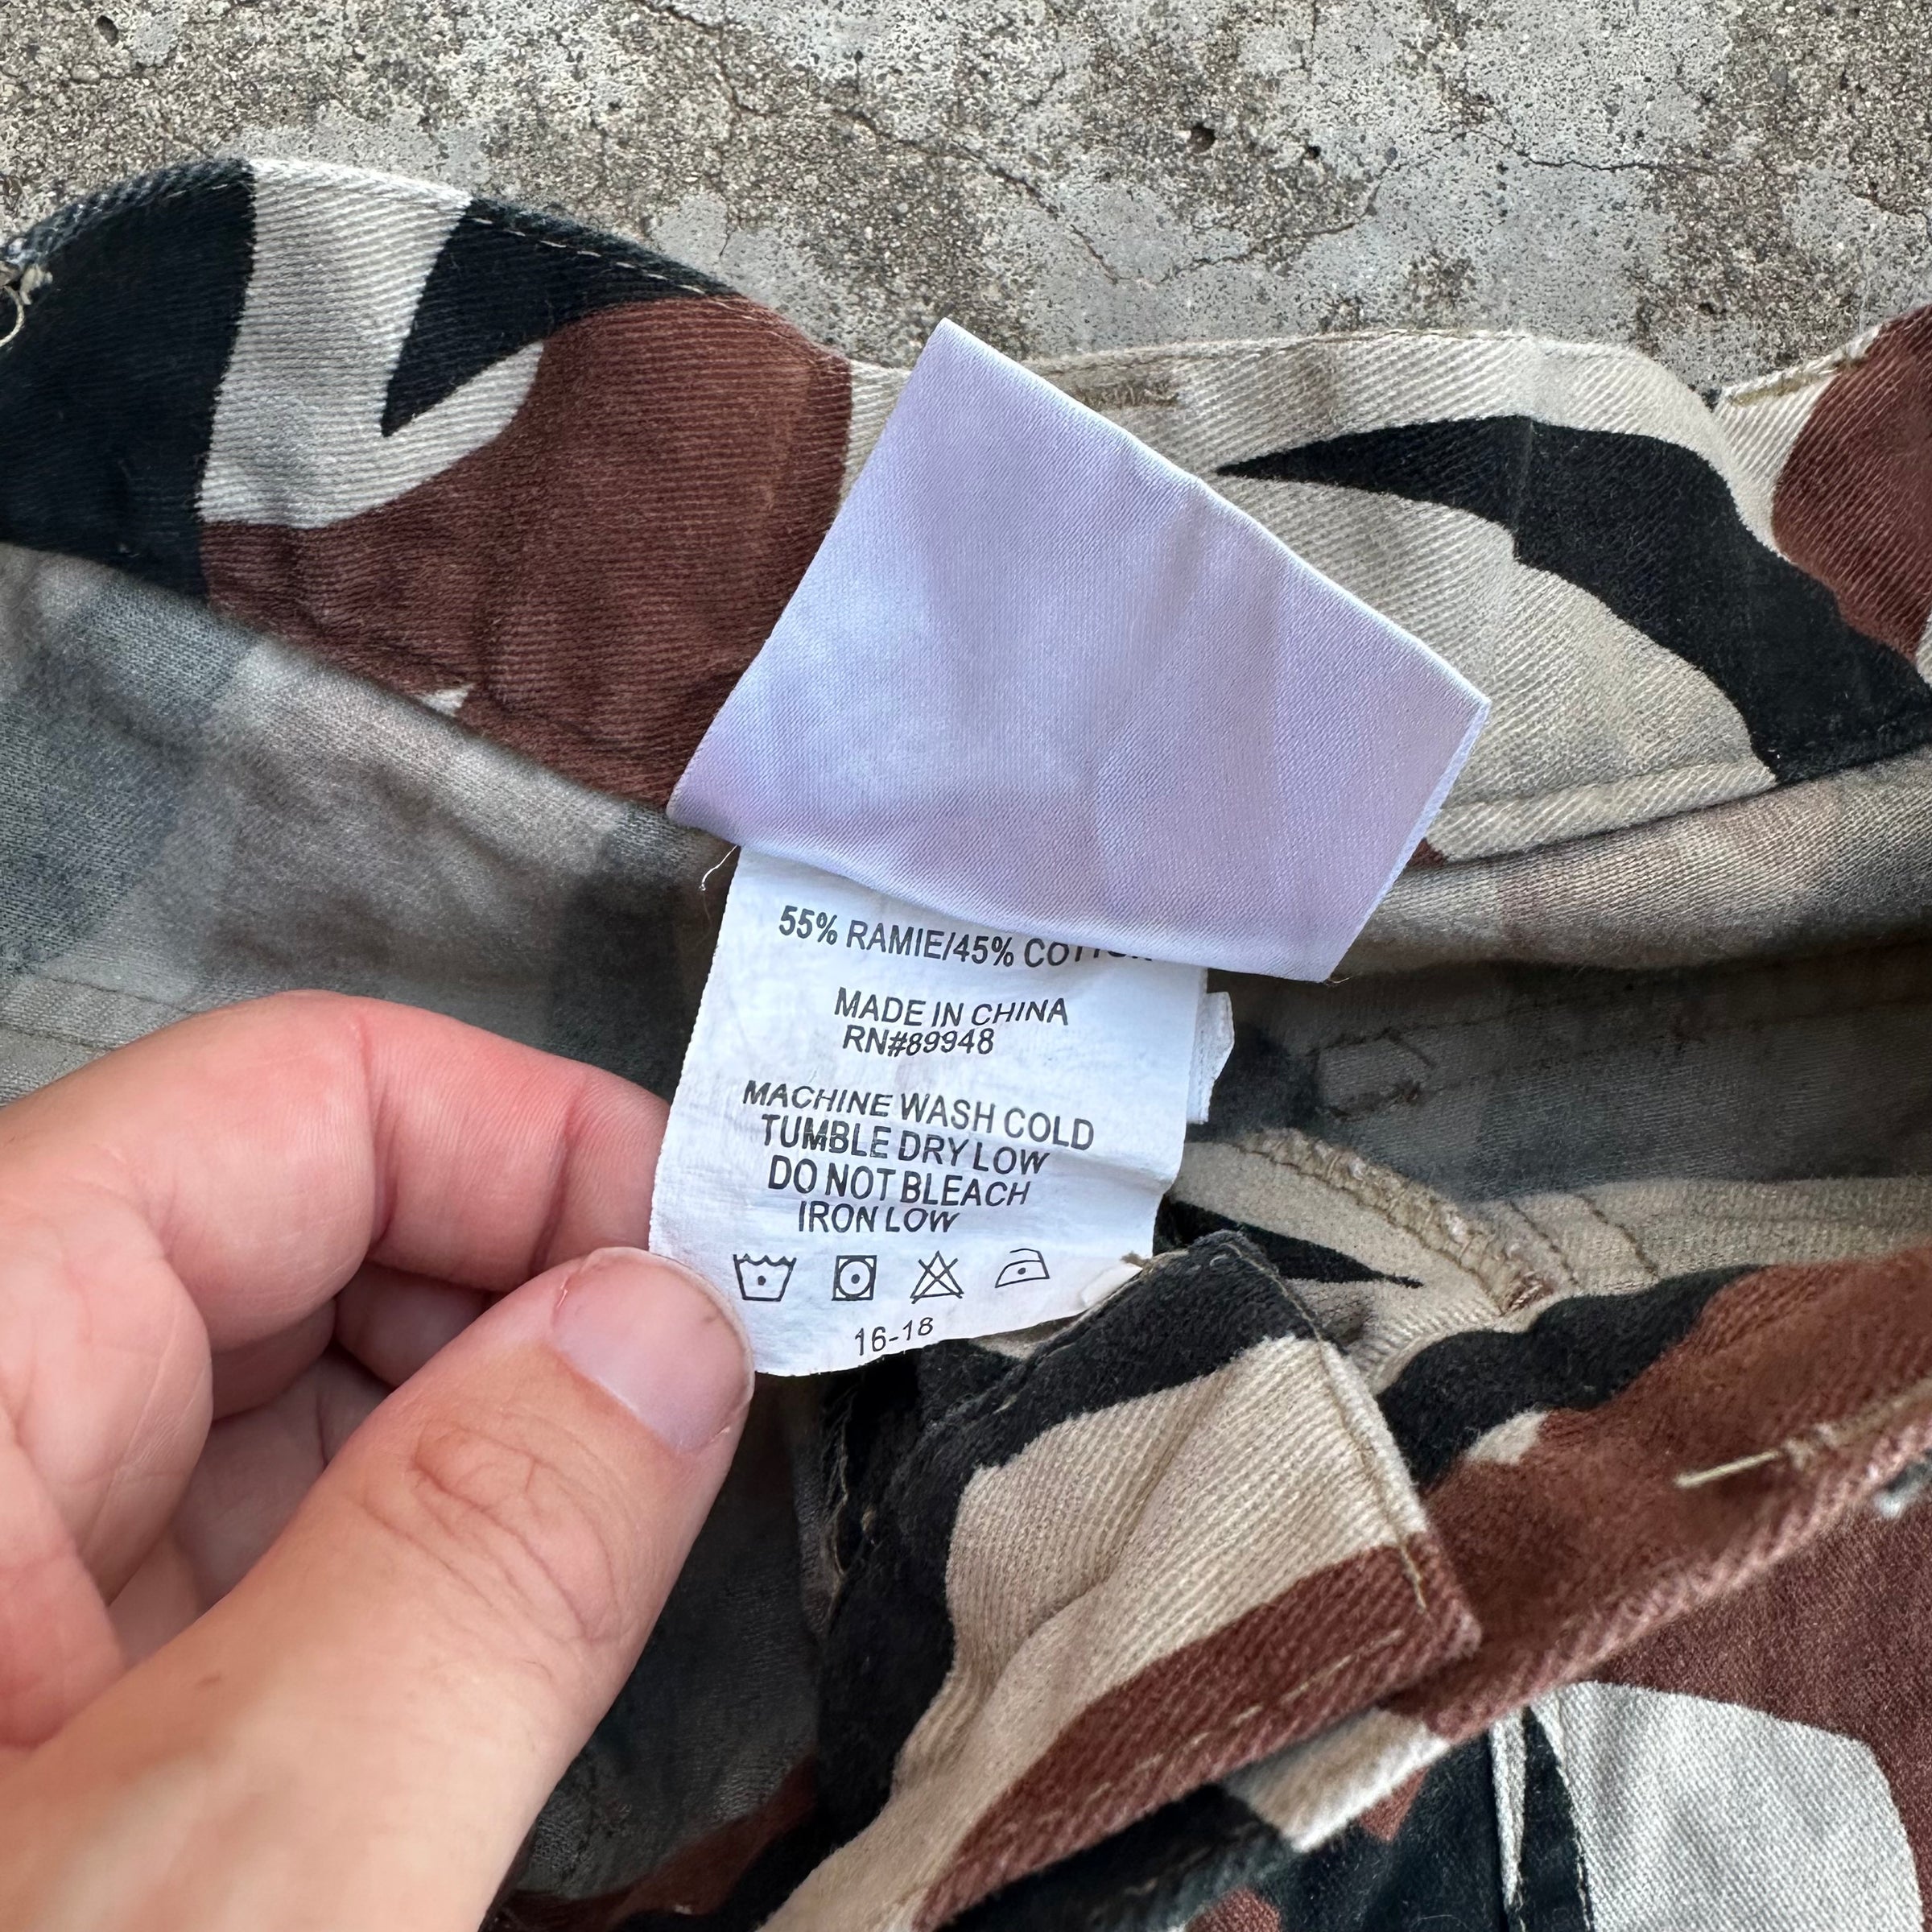 55% RAMIE/45% COTTON
MADE IN CHINA
RN#89948
MACHINE WASH COLD
TUMBLE DRY LOW
DO NOT BLEACH
IRON LOW
16-18